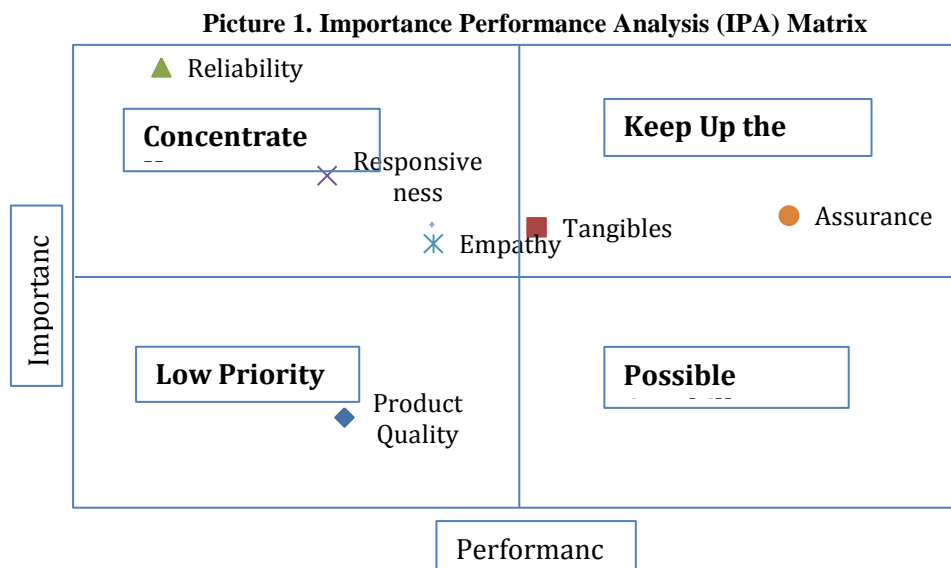 Picture 1. Importance Performance Analysis (IPA) Matrix
Reliability
Concentrate
Keep Up the
Responsive
ness
Assurance
Tangibles
Empathy
Importanc
Low Priority
Possible
Product
Quality
Performanc